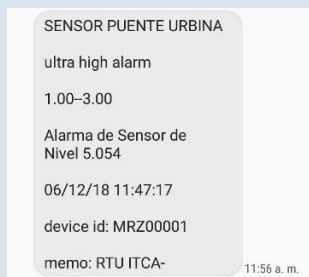 SENSOR PUENTE URBINA
ultra high alarm
1.00--3.00
Alarma de Sensor de
Nivel 5.054
06/12/18 11:47:17
device id: MRZ00001
memo: RTU ITCA-
11:56 a. m.